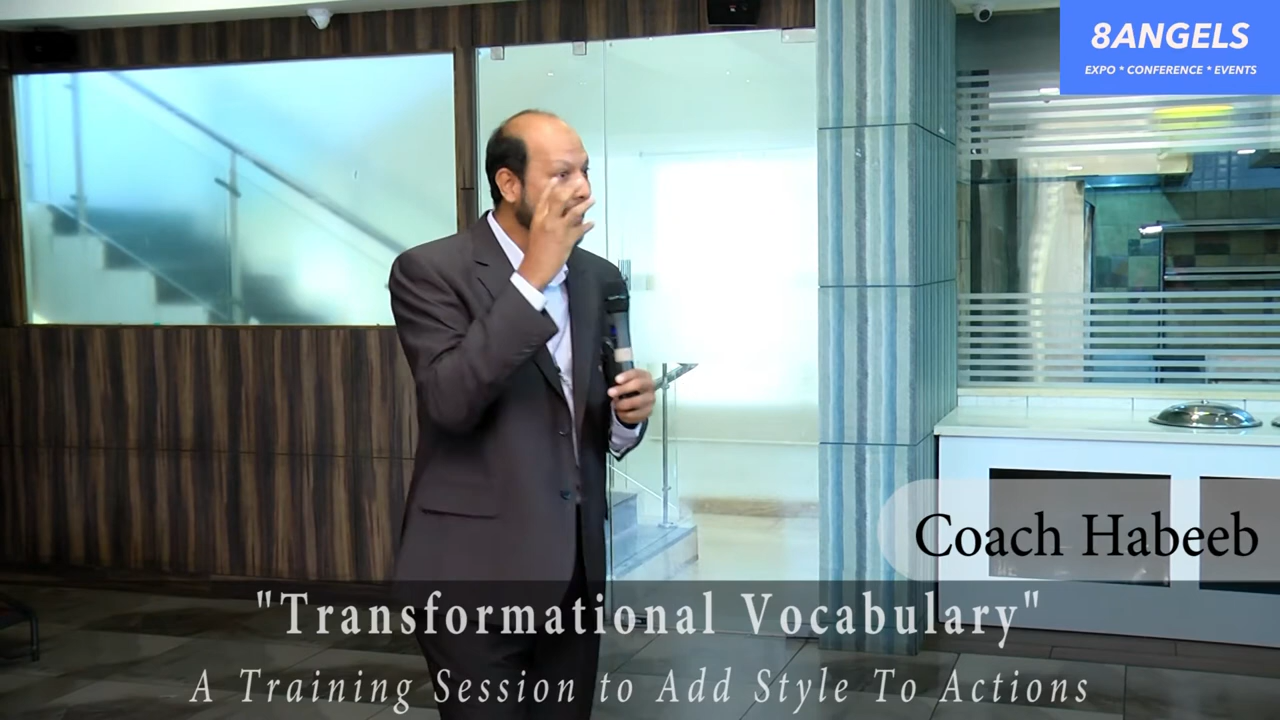 8ANGELS
EXPO * CONFERENCE * EVENTS
Coach Habeeb
"Transformational Vocabulary"
A Training Session to Add Style To Actions